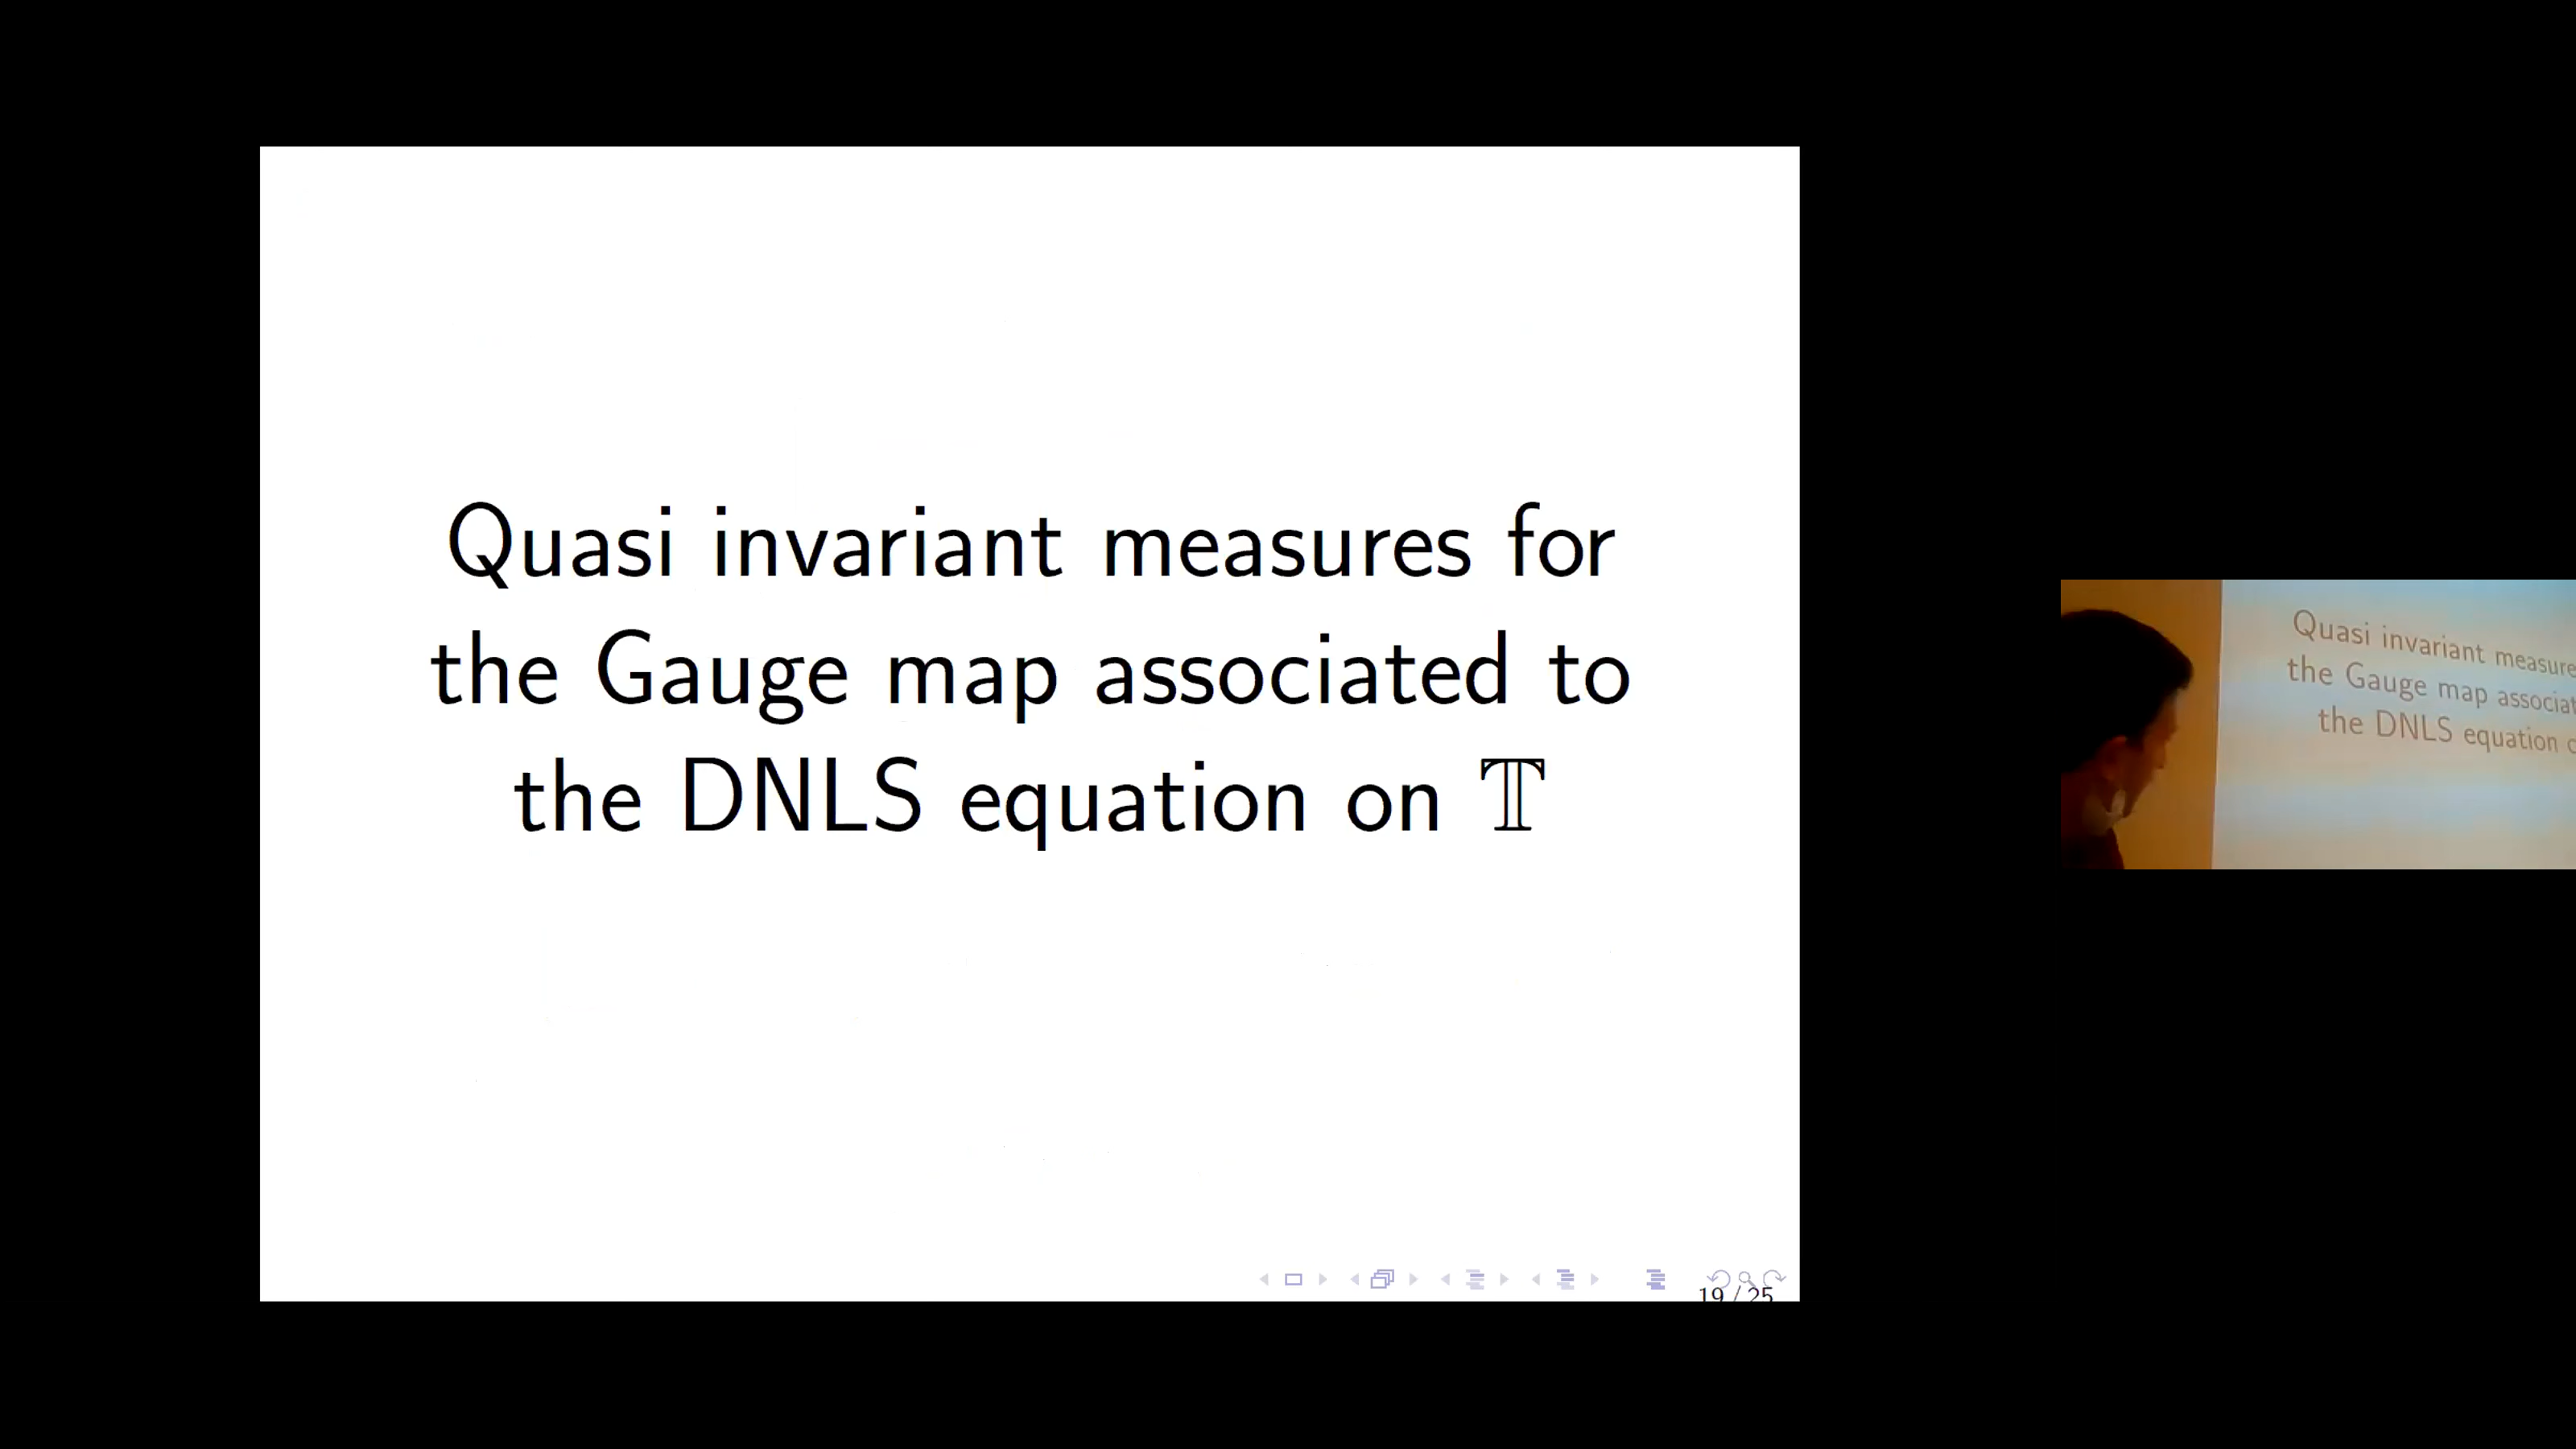 Quasi invariant measures for
the Gauge map associated to
the DNLS equation on 𝕋
19 / 25
Quasi invariant measure
the Gauge map associat
the DNLS equation